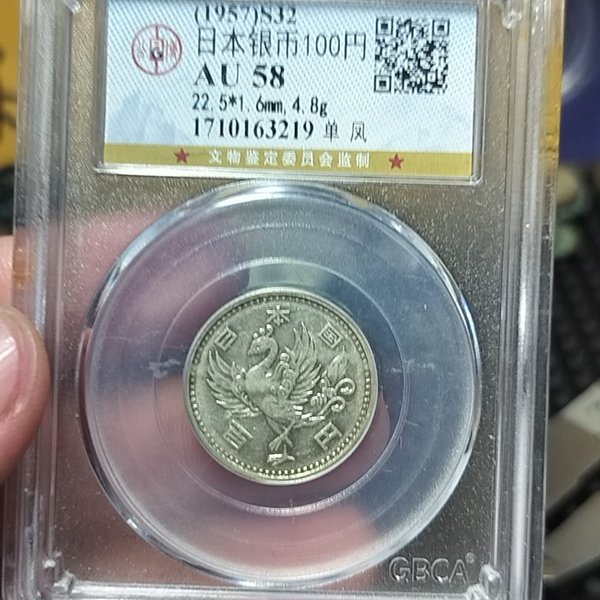 (1957)S32
日本银币100円
AU 58
22.5*1.6mm,4.8g
1710163219 单 凤
★ 文物鉴定委员会监制 ★
日本国
百円
GBCA®